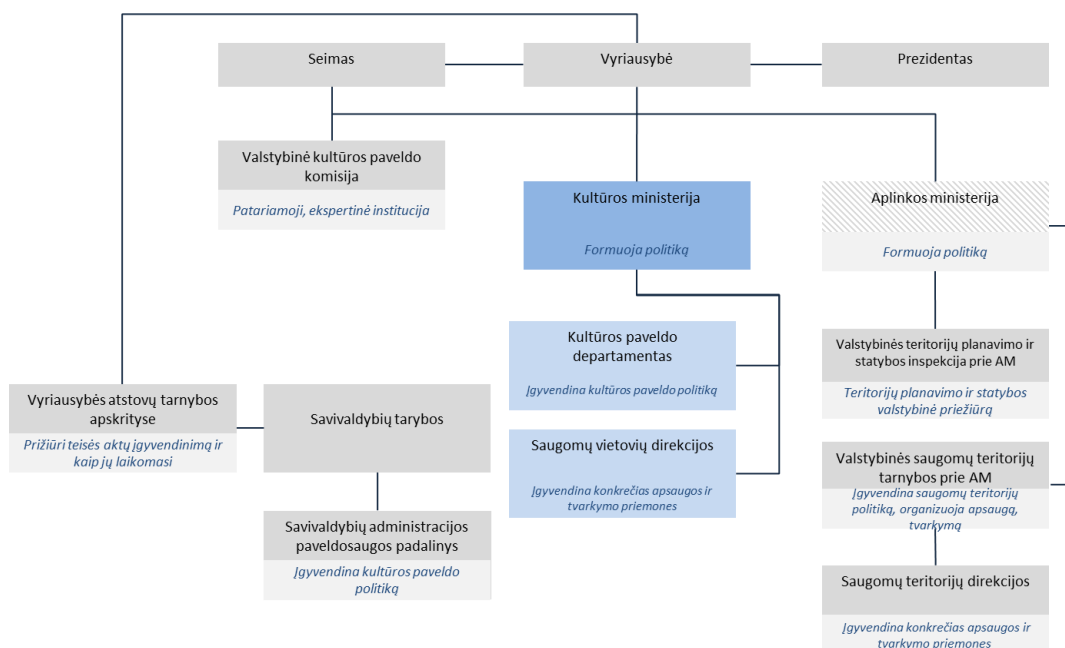 Seimas
Vyriausybė
Prezidentas
Valstybinė kultūros paveldo
komisija
Patariamoji, ekspertinė institucija
Kultūros ministerija
Formuoja politiką
Aplinkos ministerija
Formuoja politiką
Kultūros paveldo
departamentas
Įgyvendina kultūros paveldo politiką
Valstybinės teritorijų planavimo ir
statybos inspekcija prie AM
Teritorijų planavimo ir statybos
valstybinė priežiūrą
Vyriausybės atstovų tarnybos
apskrityse
Prižiūri teisės aktų įgyvendinimą ir
kaip jų laikomasi
Savivaldybių tarybos
Saugomų vietovių direkcijos
Įgyvendina konkrečias apsaugos ir
tvarkymo priemones
Valstybinės saugomų teritorijų
tarnybos prie AM
Įgyvendina saugomų teritorijų
politiką, organizuoja apsaugą,
tvarkymą
Savivaldybių administracijos
paveldosaugos padalinys
Įgyvendina kultūros paveldo
politiką
Saugomų teritorijų direkcijos
Įgyvendina konkrečias apsaugos ir
tvarkymo priemones